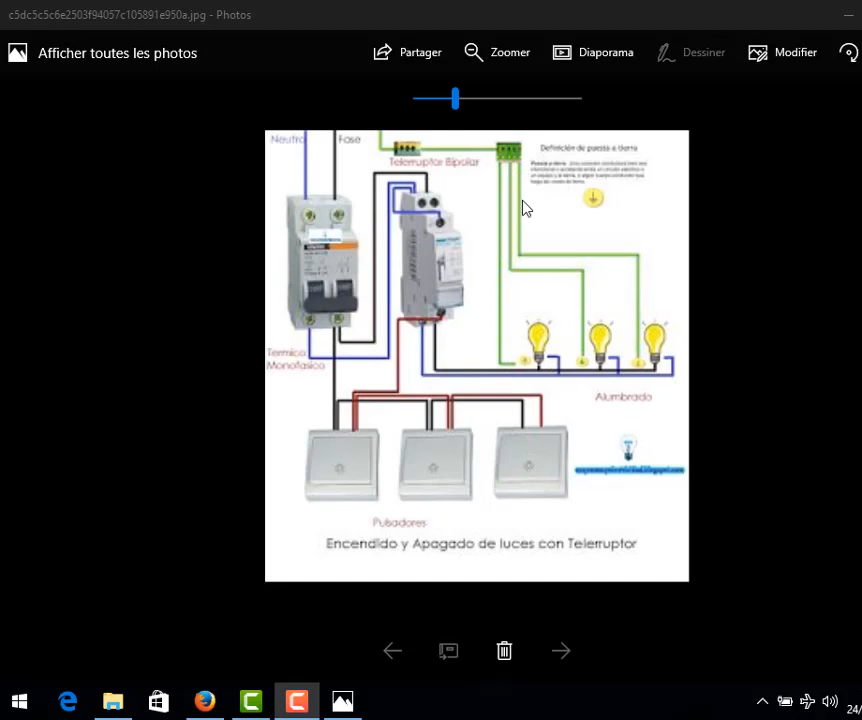 c5dc5c5c6e2503f94057c105891e950a.jpg - Photos
Afficher toutes les photos
Partager
Zoomer
Diaporama
Dessiner
Modifier
Neutro
Fase
Telerruptor Bipolar
Definición de puesta a tierra
Termico
Monofasico
Alumbrado
Pulsadores
Encendido y Apagado de luces con Telerruptor
24/